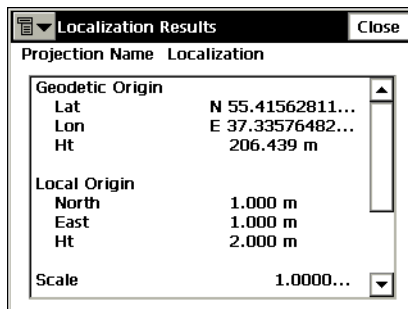 Localization Results Close
Projection Name Localization
Geodetic Origin
Lat N 55.41562811...
Lon E 37.33576482...
Ht 206.439 m
Local Origin
North 1.000 m
East 1.000 m
Ht 2.000 m
Scale 1.0000...